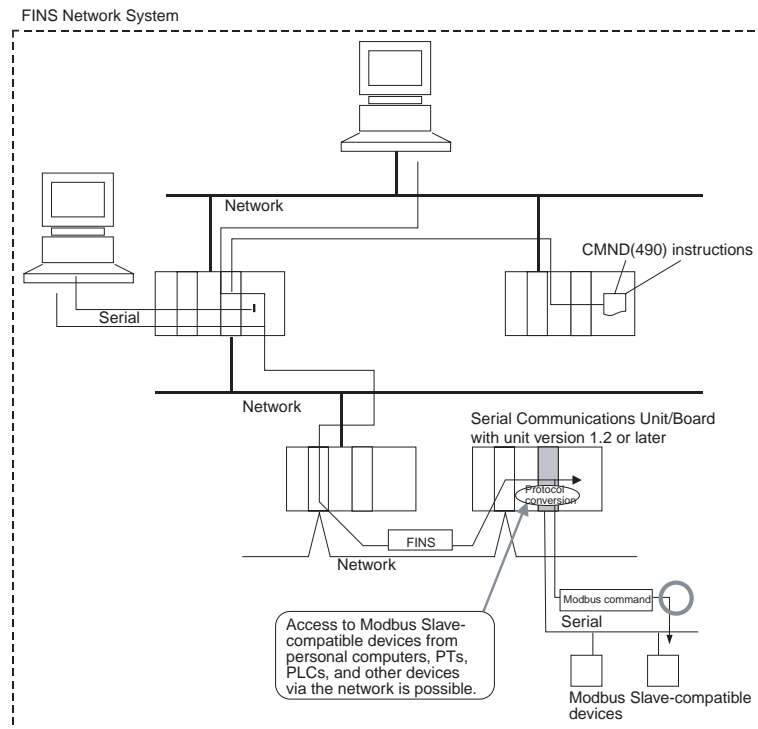 FINS Network System
Network
CMND(490) instructions
Serial
Network
Serial Communications Unit/Board
with unit version 1.2 or later
Protocol
conversion
FINS
Network
Modbus command
Serial
Access to Modbus Slave-
compatible devices from
personal computers, PTs,
PLCs, and other devices
via the network is possible.
Modbus Slave-compatible
devices